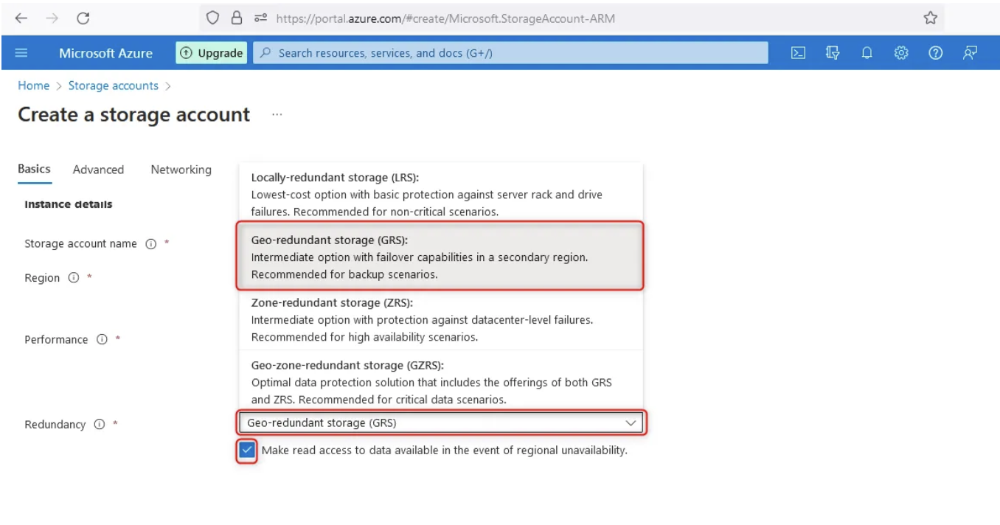 https://portal.azure.com/#create/Microsoft.StorageAccount-ARM
Microsoft Azure
Upgrade
Search resources, services, and docs (G+/)
Home > Storage accounts >
Create a storage account ...
Basics Advanced Networking
Instance details
Storage account name *
Region *
Performance *
Redundancy *
Locally-redundant storage (LRS):
Lowest-cost option with basic protection against server rack and drive
failures. Recommended for non-critical scenarios.
Geo-redundant storage (GRS):
Intermediate option with failover capabilities in a secondary region.
Recommended for backup scenarios.
Zone-redundant storage (ZRS):
Intermediate option with protection against datacenter-level failures.
Recommended for high availability scenarios.
Geo-zone-redundant storage (GZRS):
Optimal data protection solution that includes the offerings of both GRS
and ZRS. Recommended for critical data scenarios.
Geo-redundant storage (GRS)
Make read access to data available in the event of regional unavailability.